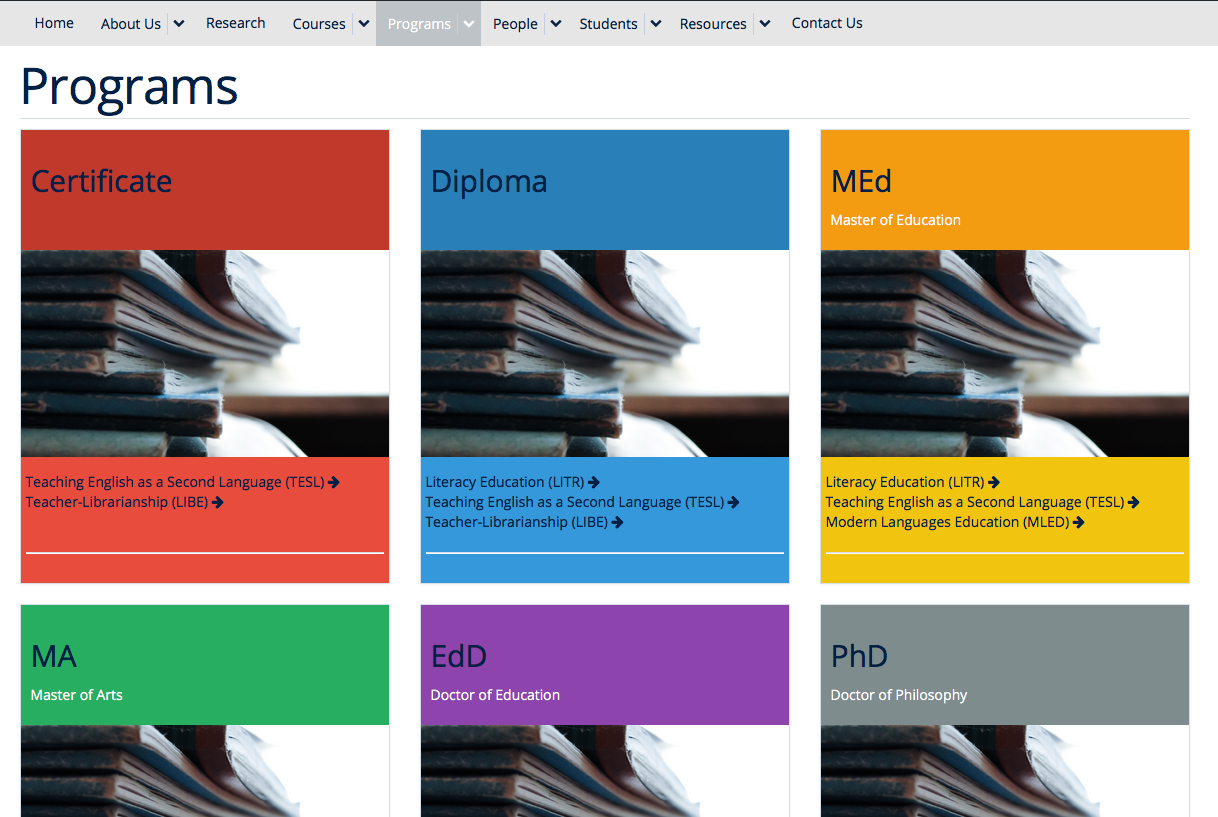 Home About Us Research Courses Programs People Students Resources Contact Us
Programs
Certificate
Teaching English as a Second Language (TESL)
Teacher-Librarianship (LIBE)
Diploma
Literacy Education (LITR)
Teaching English as a Second Language (TESL)
Teacher-Librarianship (LIBE)
MEd
Master of Education
Literacy Education (LITR)
Teaching English as a Second Language (TESL)
Modern Languages Education (MLED)
MA
Master of Arts
EdD
Doctor of Education
PhD
Doctor of Philosophy